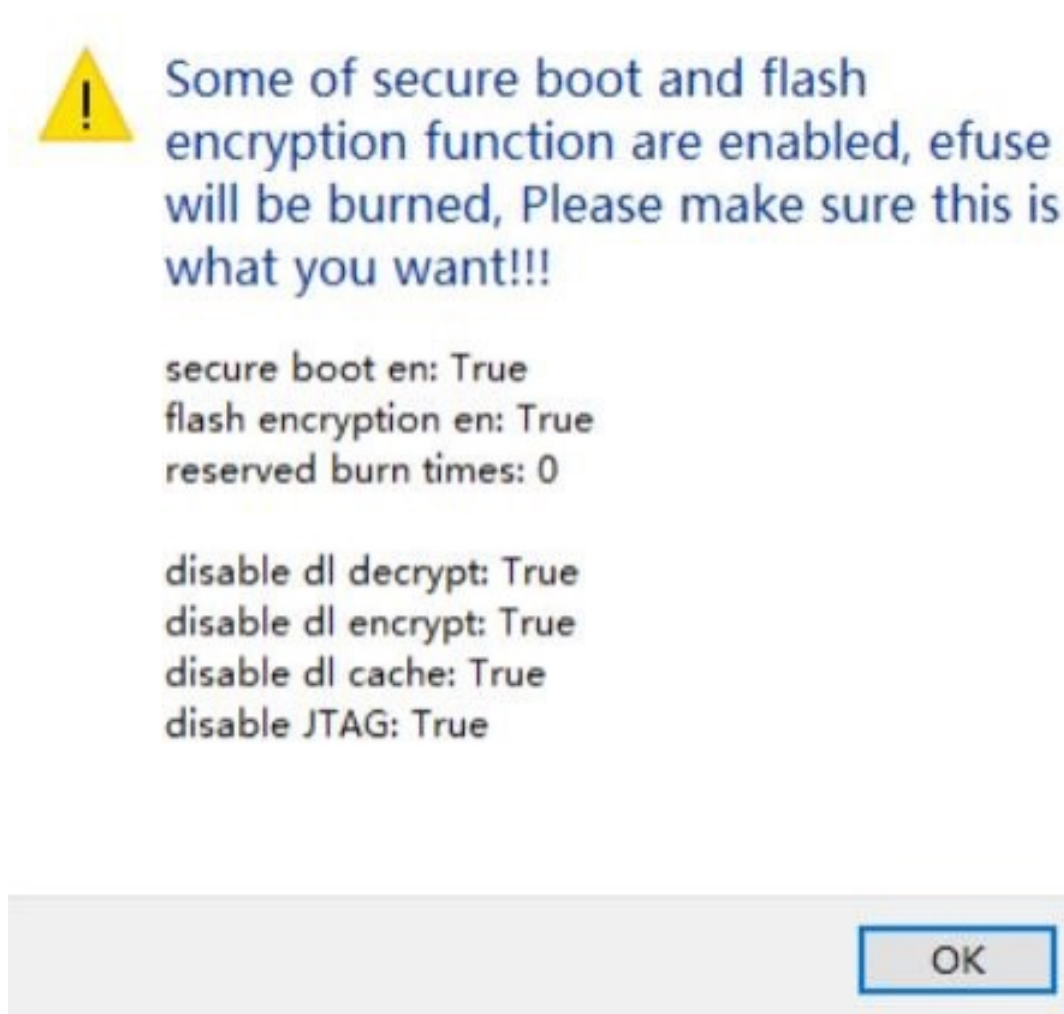 Some of secure boot and flash
encryption function are enabled, efuse
will be burned, Please make sure this is
what you want!!!
secure boot en: True
flash encryption en: True
reserved burn times: 0
disable dl decrypt: True
disable dl encrypt: True
disable dl cache: True
disable JTAG: True
OK